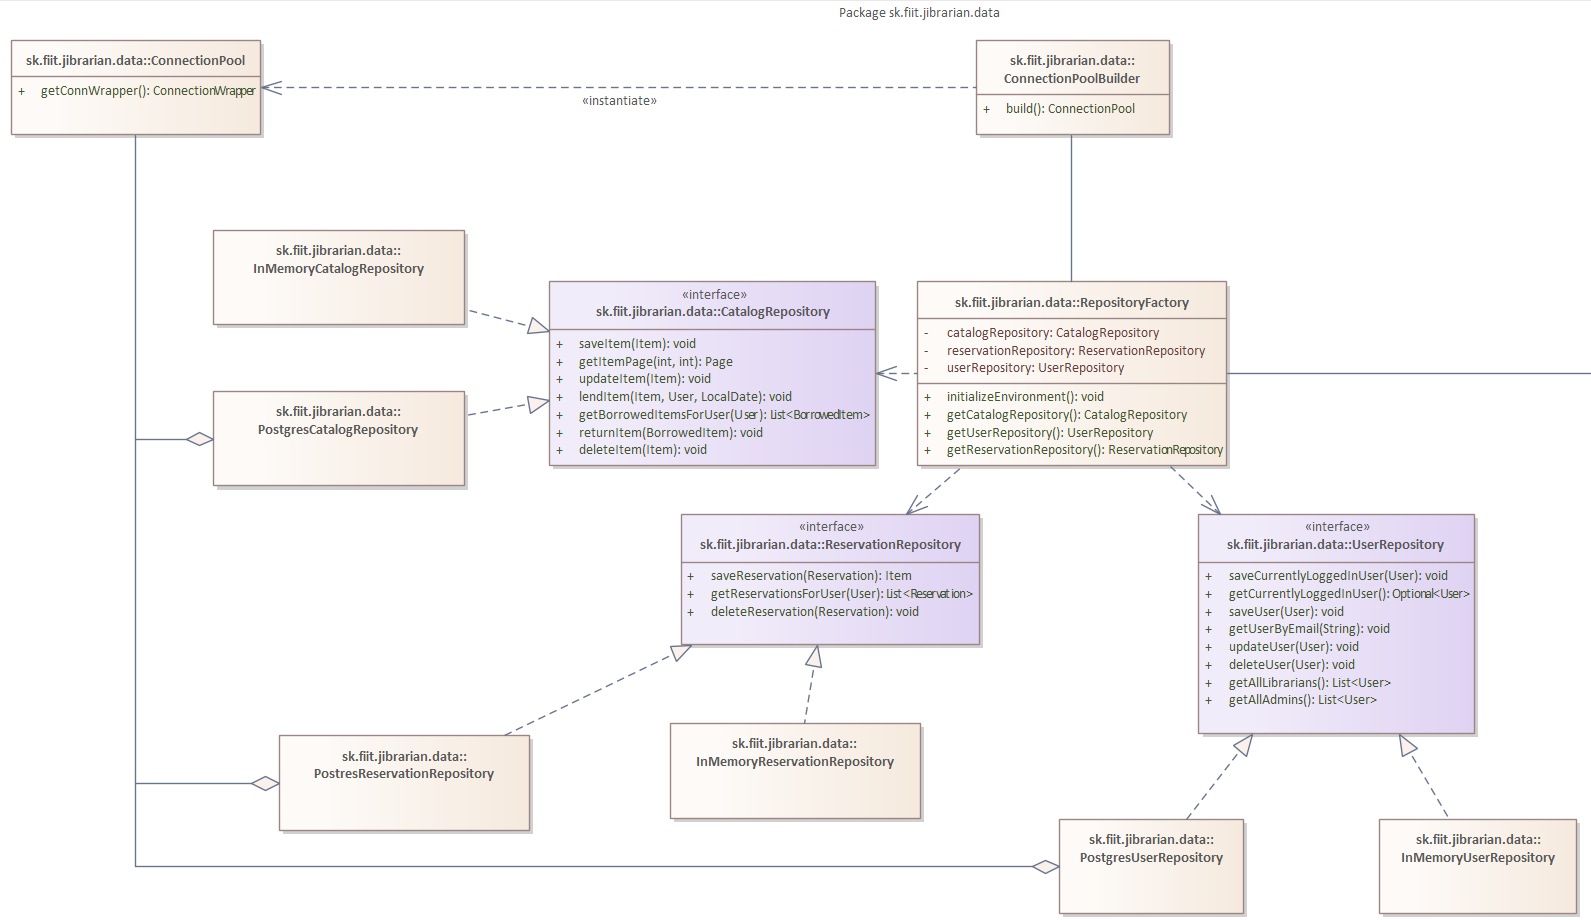 Package sk.fiit.jibrarian.data
sk.fiit.jibrarian.data::ConnectionPool
+ getConnWrapper(): ConnectionWrapper
«instantiate»
sk.fiit.jibrarian.data::
ConnectionPoolBuilder
+ build(): ConnectionPool
sk.fiit.jibrarian.data::
InMemoryCatalogRepository
sk.fiit.jibrarian.data::
PostgresCatalogRepository
«interface»
sk.fiit.jibrarian.data::CatalogRepository
+ saveItem(Item): void
+ getItemPage(int, int): Page
+ updateItem(Item): void
+ lendItem(Item, User, LocalDate): void
+ getBorrowedItemsForUser(User): List<BorrowedItem>
+ returnItem(BorrowedItem): void
+ deleteItem(Item): void
sk.fiit.jibrarian.data::RepositoryFactory
- catalogRepository: CatalogRepository
- reservationRepository: ReservationRepository
- userRepository: UserRepository
+ initializeEnvironment(): void
+ getCatalogRepository(): CatalogRepository
+ getUserRepository(): UserRepository
+ getReservationRepository(): ReservationRepository
«interface»
sk.fiit.jibrarian.data::ReservationRepository
+ saveReservation(Reservation): Item
+ getReservationsForUser(User): List<Reservation>
+ deleteReservation(Reservation): void
«interface»
sk.fiit.jibrarian.data::UserRepository
+ saveCurrentlyLoggedInUser(User): void
+ getCurrentlyLoggedInUser(): Optional<User>
+ saveUser(User): void
+ getUserByEmail(String): void
+ updateUser(User): void
+ deleteUser(User): void
+ getAllLibrarians(): List<User>
+ getAllAdmins(): List<User>
sk.fiit.jibrarian.data::
PostresReservationRepository
sk.fiit.jibrarian.data::
InMemoryReservationRepository
sk.fiit.jibrarian.data::
PostgresUserRepository
sk.fiit.jibrarian.data::
InMemoryUserRepository